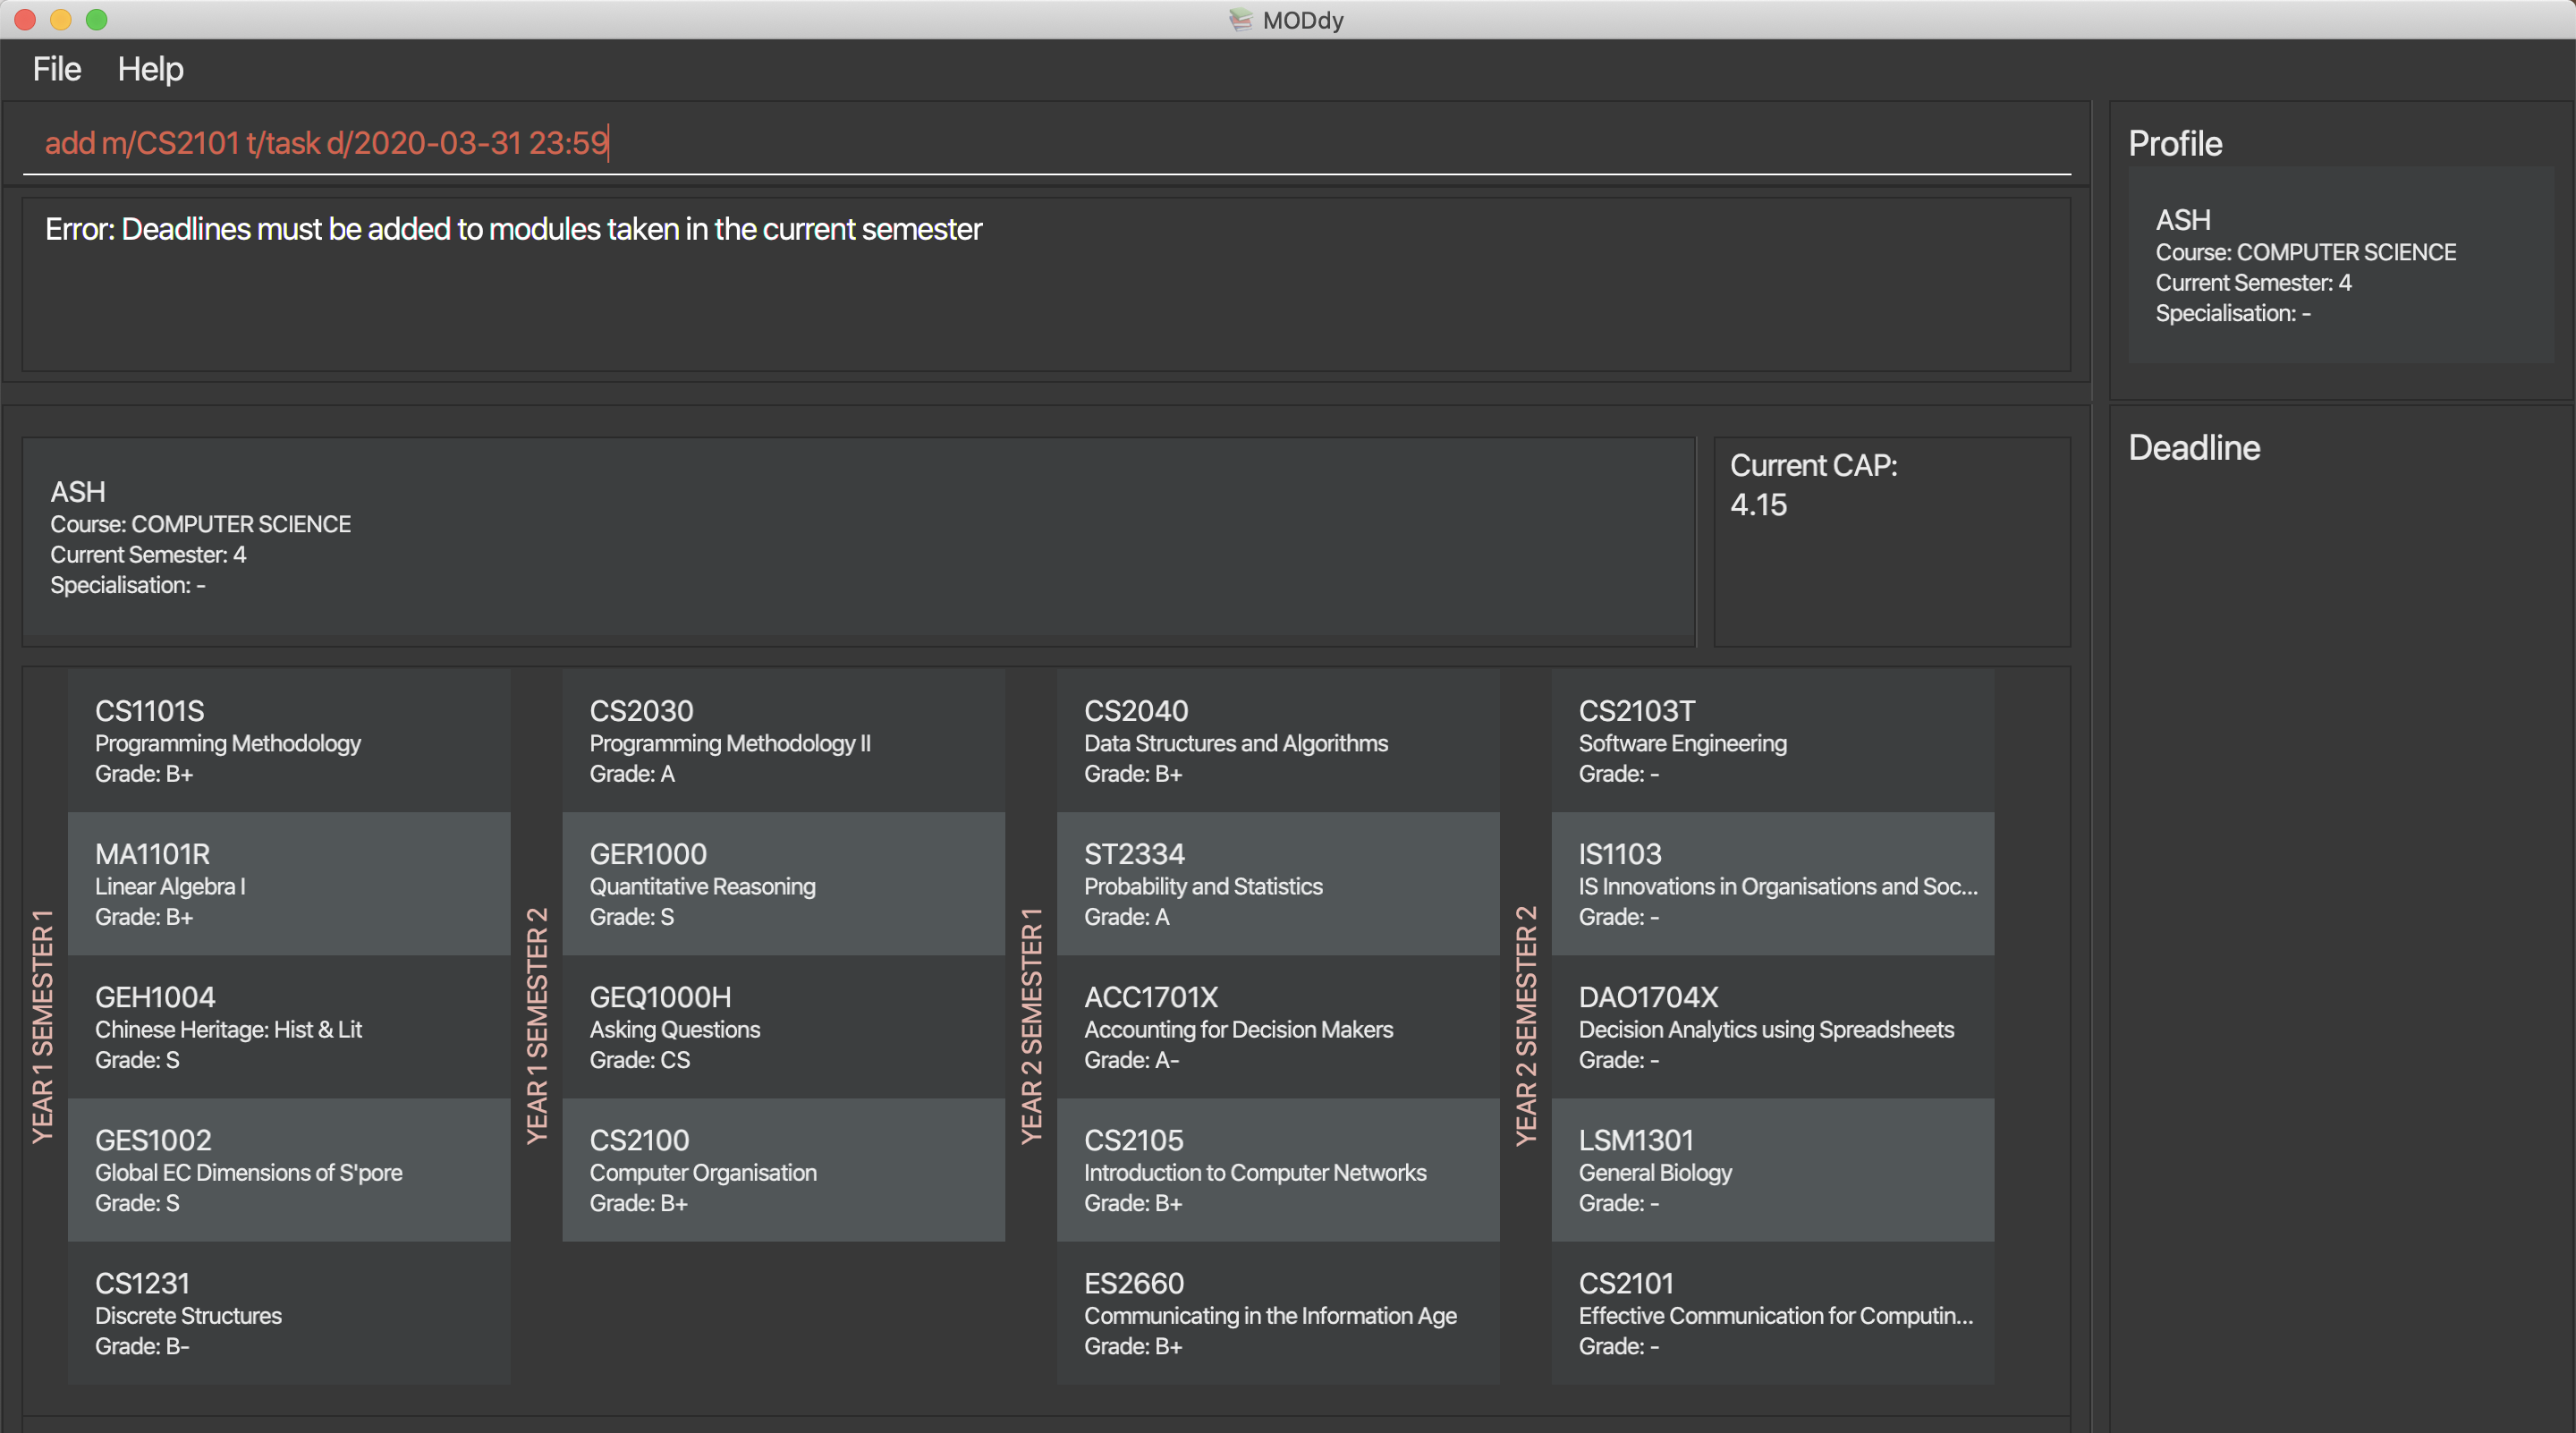 MODdy
File Help
add m/CS2101 t/task d/2020-03-31 23:59
Error: Deadlines must be added to modules taken in the current semester
Profile
ASH
Course: COMPUTER SCIENCE
Current Semester: 4
Specialisation: -
Deadline
ASH
Course: COMPUTER SCIENCE
Current Semester: 4
Specialisation: -
Current CAP:
4.15
YEAR 1 SEMESTER 1
CS1101S
Programming Methodology
Grade: B+
MA1101R
Linear Algebra I
Grade: B+
GEH1004
Chinese Heritage: Hist & Lit
Grade: S
GES1002
Global EC Dimensions of S'pore
Grade: S
CS1231
Discrete Structures
Grade: B-
YEAR 1 SEMESTER 2
CS2030
Programming Methodology II
Grade: A
GER1000
Quantitative Reasoning
Grade: S
GEQ1000H
Asking Questions
Grade: CS
CS2100
Computer Organisation
Grade: B+
YEAR 2 SEMESTER 1
CS2040
Data Structures and Algorithms
Grade: B+
ST2334
Probability and Statistics
Grade: A
ACC1701X
Accounting for Decision Makers
Grade: A-
CS2105
Introduction to Computer Networks
Grade: B+
ES2660
Communicating in the Information Age
Grade: B+
YEAR 2 SEMESTER 2
CS2103T
Software Engineering
Grade: -
IS1103
IS Innovations in Organisations and Soc...
Grade: -
DAO1704X
Decision Analytics using Spreadsheets
Grade: -
LSM1301
General Biology
Grade: -
CS2101
Effective Communication for Computin...
Grade: -